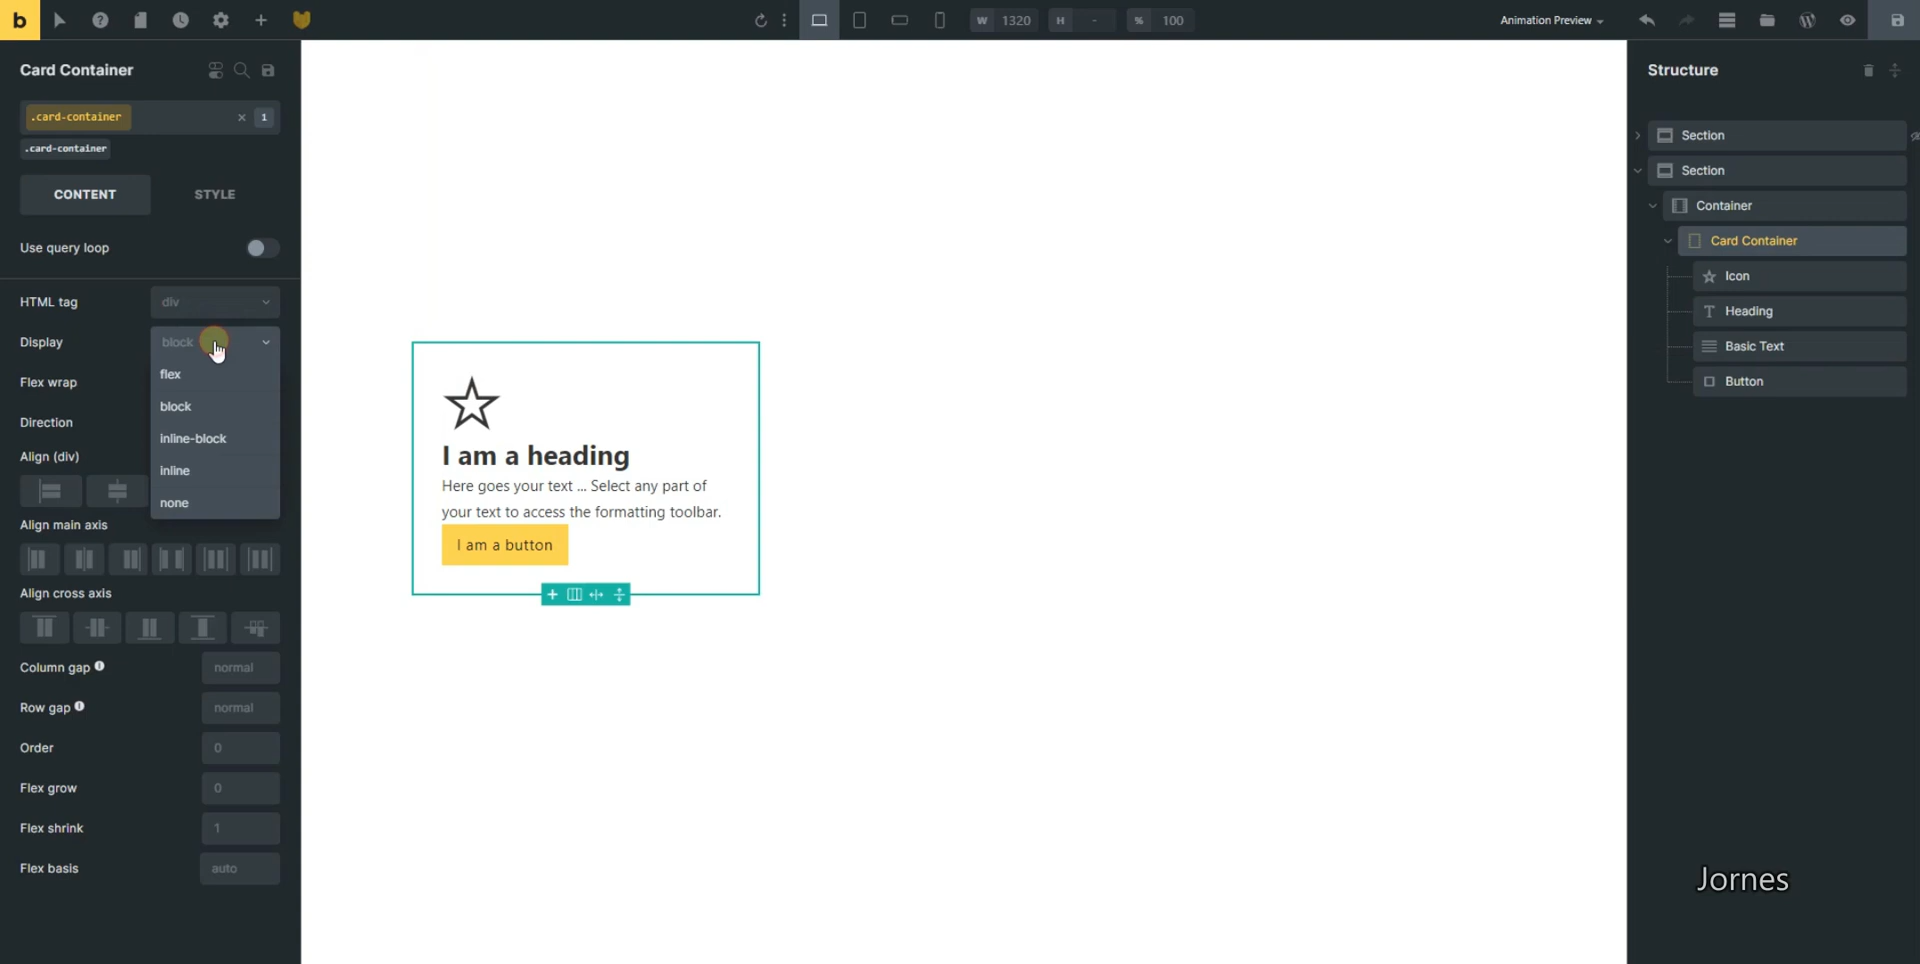 b
W 1320 H - % 100
Animation Preview
Card Container
.card-container
1
.card-container
CONTENT
STYLE
Use query loop
HTML tag
div
Display
block
flex
block
inline-block
inline
none
Flex wrap
Direction
Align (div)
Align main axis
Align cross axis
Column gap
normal
Row gap
normal
Order
0
Flex grow
0
Flex shrink
1
Flex basis
auto
I am a heading
Here goes your text ... Select any part of
your text to access the formatting toolbar.
I am a button
Structure
Section
Section
Container
Card Container
Icon
Heading
Basic Text
Button
Jornes